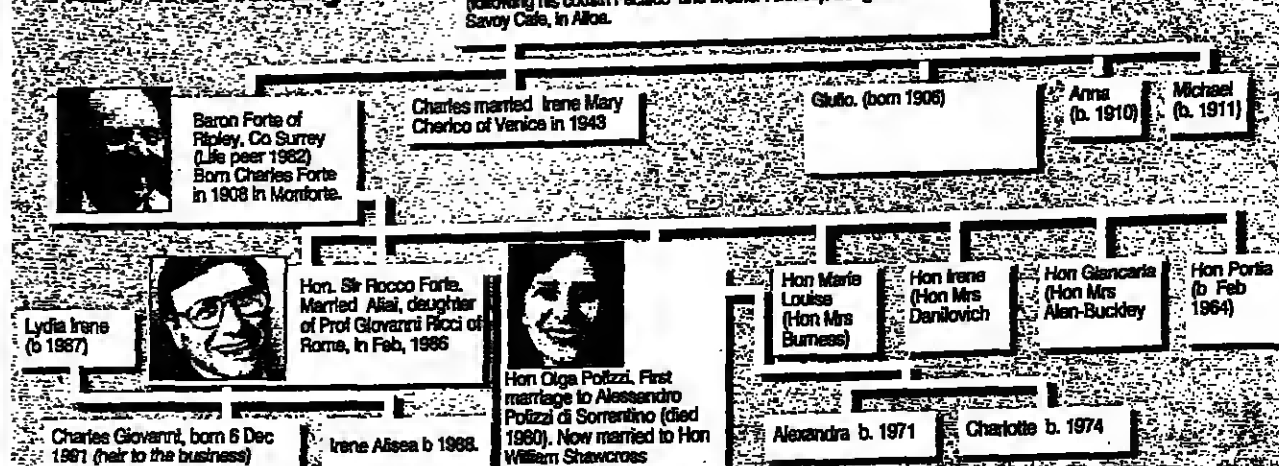 (following his cousin
Savoy Cafe, in Alloa.
Baron Forte of
Ripley, Co Surrey
(Life peer 1982)
Born Charles Forte
in 1908 in Monforte.
Charles married Irene Mary
Cherico of Venice in 1943
Giulio. (born 1905)
Anna
(b. 1910)
Michael
(b. 1911)
Lydia Irene
(b 1987)
Hon. Sir Rocco Forte.
Married Aliai, daughter
of Prof Giovanni Ricci of
Rome, in Feb, 1986
Hon Olga Polizzi, First
marriage to Alessandro
Polizzi di Sorrentino (died
1980). Now married to Hon
William Shawcross
Hon Marie
Louise
(Hon Mrs
Burness)
Hon Irene
(Hon Mrs
Danilovich
Hon Giancarla
(Hon Mrs
Alen-Buckley
Hon Portia
(b Feb
1964)
Charles Giovanni, born 6 Dec
1991 (heir to the business)
Irene Alisea b 1988.
Alexandra b. 1971
Charlotte b. 1974